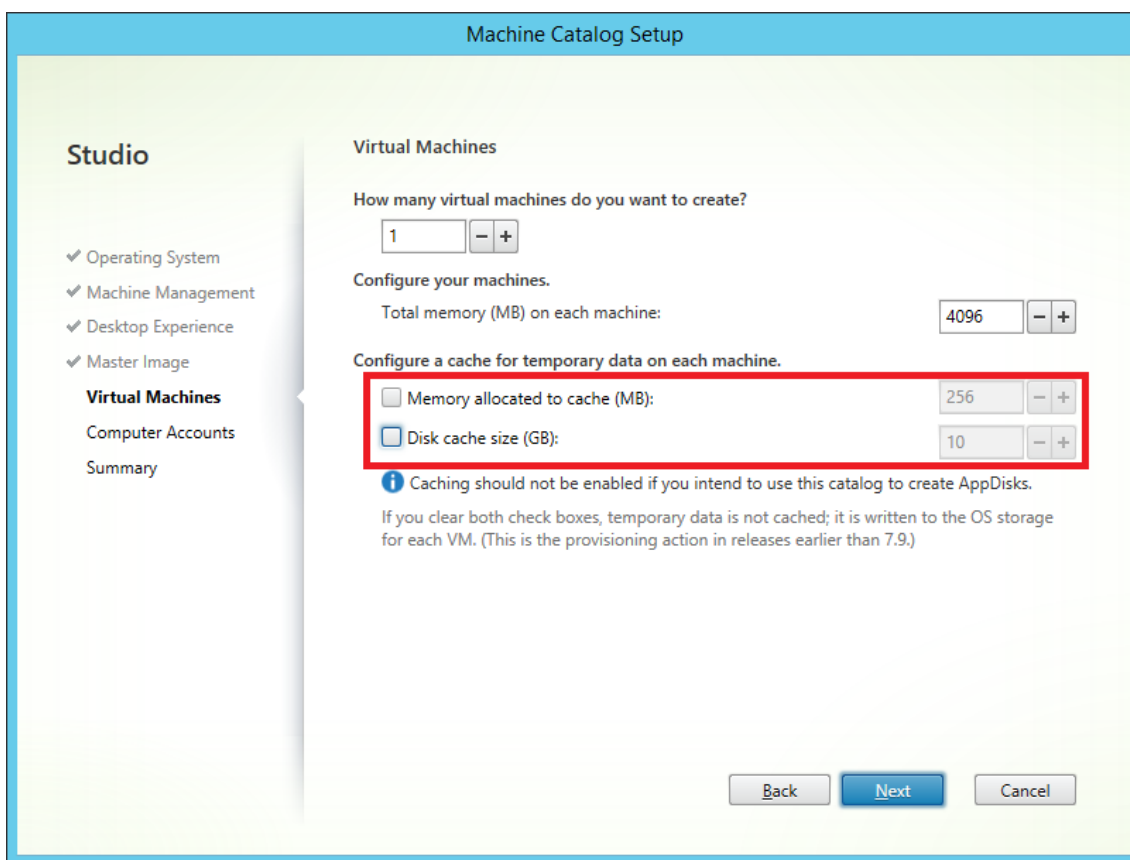 Machine Catalog Setup
Studio
Operating System
Machine Management
Desktop Experience
Master Image
Virtual Machines
Computer Accounts
Summary
Virtual Machines
How many virtual machines do you want to create?
1 − +
Configure your machines.
Total memory (MB) on each machine: 4096 − +
Configure a cache for temporary data on each machine.
Memory allocated to cache (MB): 256 − +
Disk cache size (GB): 10 − +
Caching should not be enabled if you intend to use this catalog to create AppDisks.
If you clear both check boxes, temporary data is not cached; it is written to the OS storage
for each VM. (This is the provisioning action in releases earlier than 7.9.)
Back Next Cancel